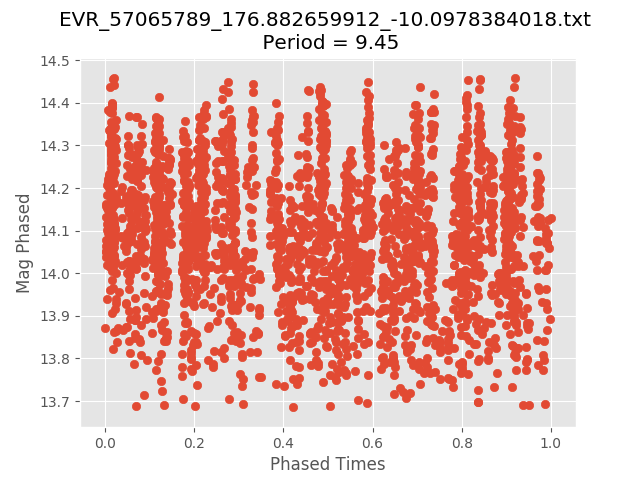 EVR_57065789_176.882659912_-10.0978384018.txt
Period = 9.45
14.5
14.4
14.3
14.2
14.1
14.0
13.9
13.8
13.7
Mag Phased
0.0 0.2 0.4 0.6 0.8 1.0
Phased Times